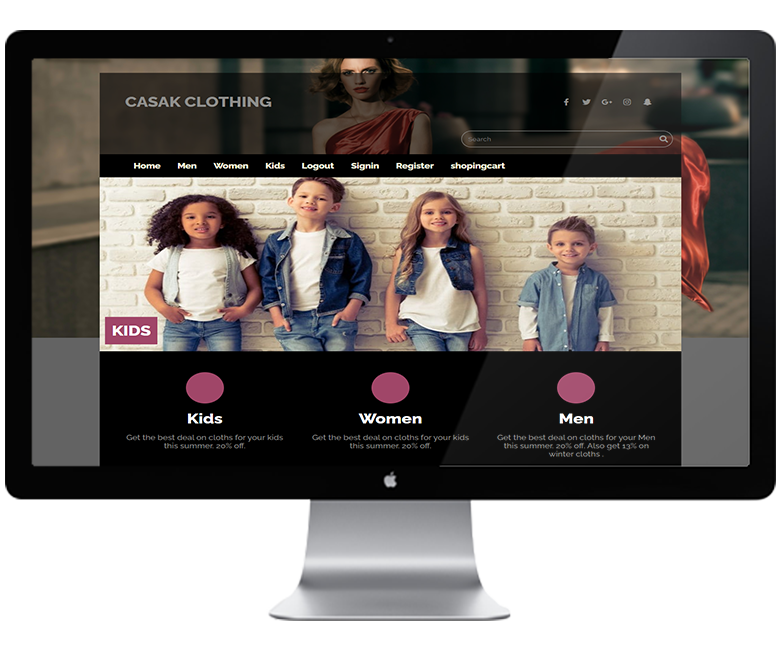 CASAK CLOTHING
Search
Home Men Women Kids Logout Signin Register shopingcart
KIDS
Kids Women Men
Get the best deal on cloths for your kids
this summer. 20% off.
Get the best deal on cloths for your kids
this summer. 20% off.
Get the best deal on cloths for your Men
this summer. 20% off. Also get 13% on
winter cloths .